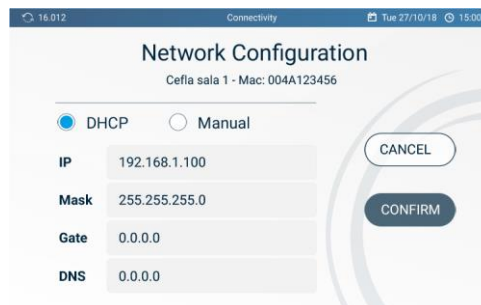 16.012 Connectivity Tue 27/10/18 15:00
Network Configuration
Cefla sala 1 - Mac: 004A123456
DHCP Manual
IP 192.168.1.100
Mask 255.255.255.0
Gate 0.0.0.0
DNS 0.0.0.0
CANCEL
CONFIRM